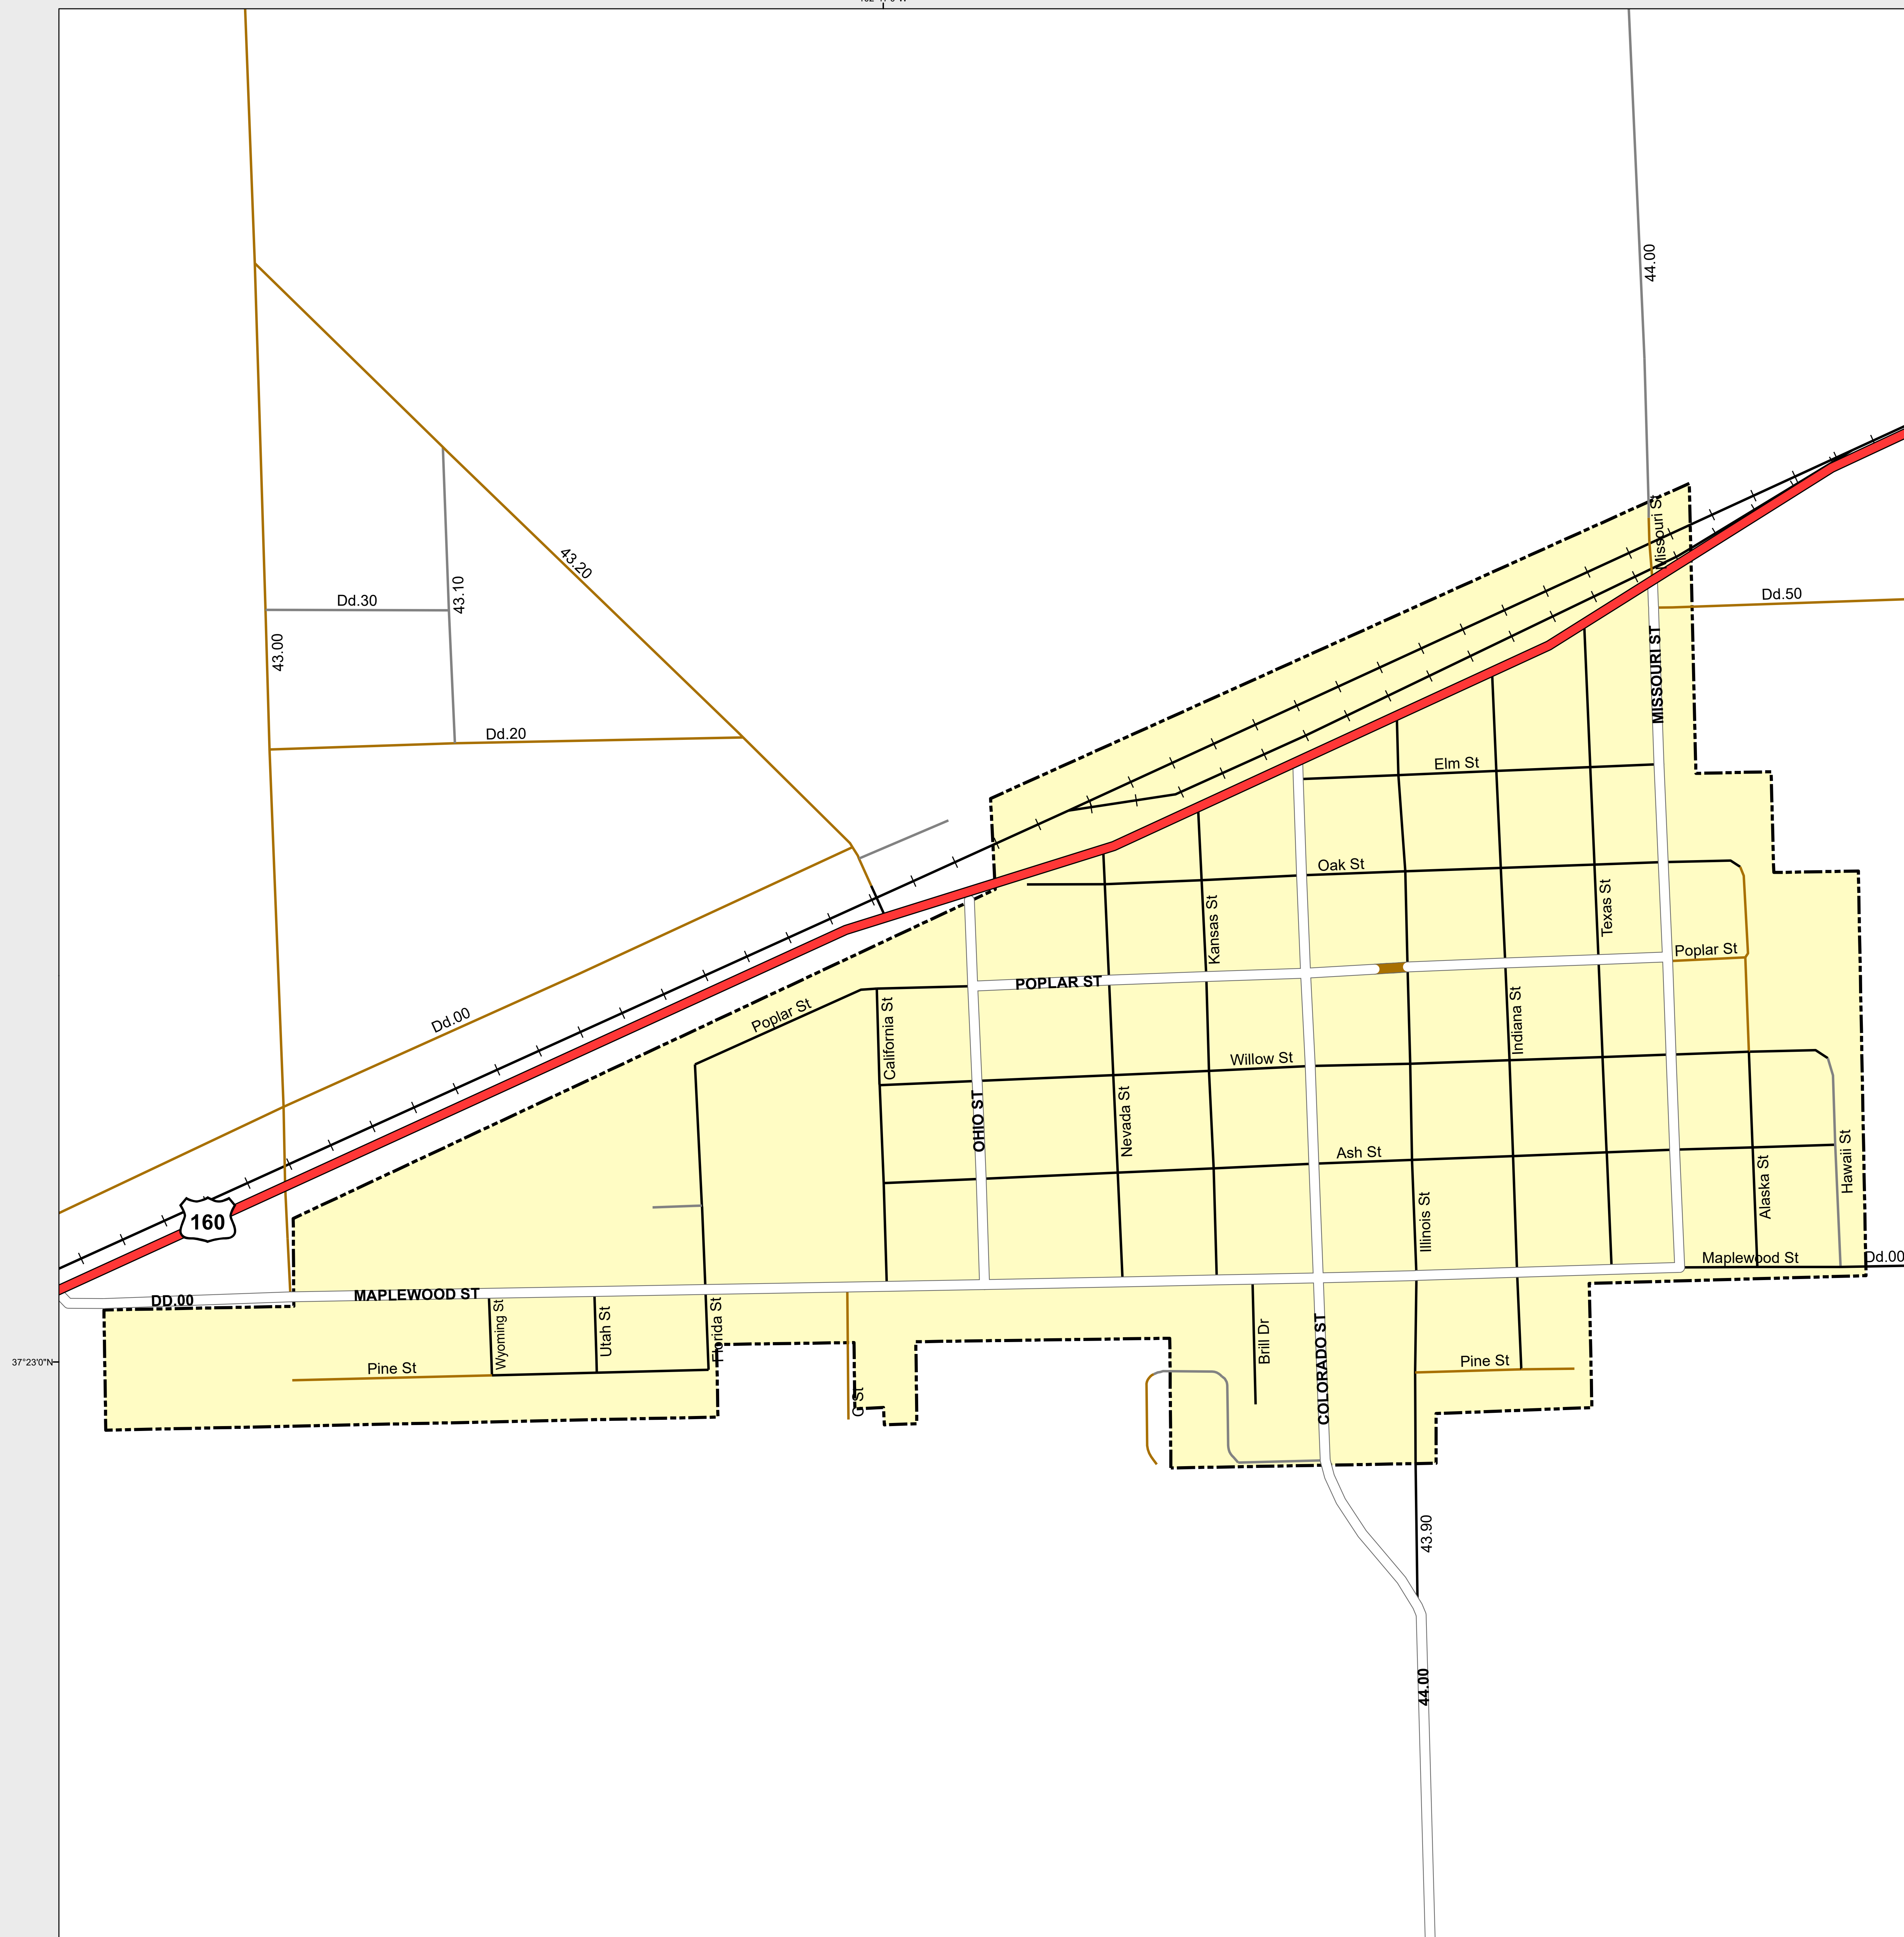 44.00
Missouri St
43.20
43.10
Dd.30
Dd.50
43.00
MISSOURI ST
Dd.20
Elm St
Oak St
Texas St
Kansas St
Poplar St
POPLAR ST
Poplar St
Dd.00
California St
Indiana St
Willow St
OHIO ST
Nevada St
Ash St
Hawaii St
Alaska St
Illinois St
160
Maplewood St
Dd.00
DD.00
MAPLEWOOD ST
Wyoming St
Utah St
Florida St
Brill Dr
COLORADO ST
37°23'0"N
Pine St
Pine St
G St
43.90
44.00